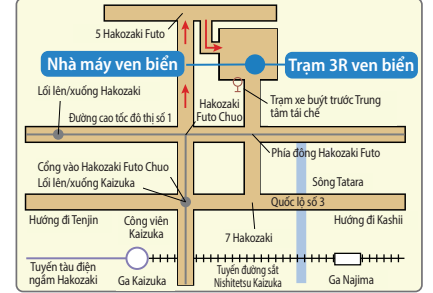 5 Hakozaki Futo
Nhà máy ven biển
Trạm 3R ven biển
Lối lên/xuống Hakozaki
Hakozaki
Futo Chuo
Trạm xe buýt trước Trung
tâm tái chế
Đường cao tốc đô thị số 1
Phía đông Hakozaki Futo
Cổng vào Hakozaki Futo Chuo
Lối lên/xuống Kaizuka
Sông Tatara
Quốc lộ số 3
Hướng đi Tenjin
Công viên
Kaizuka
7 Hakozaki
Hướng đi Kashii
Tuyến tàu điện
ngầm Hakozaki
Ga Kaizuka
Tuyến đường sắt
Nishitetsu Kaizuka
Ga Najima